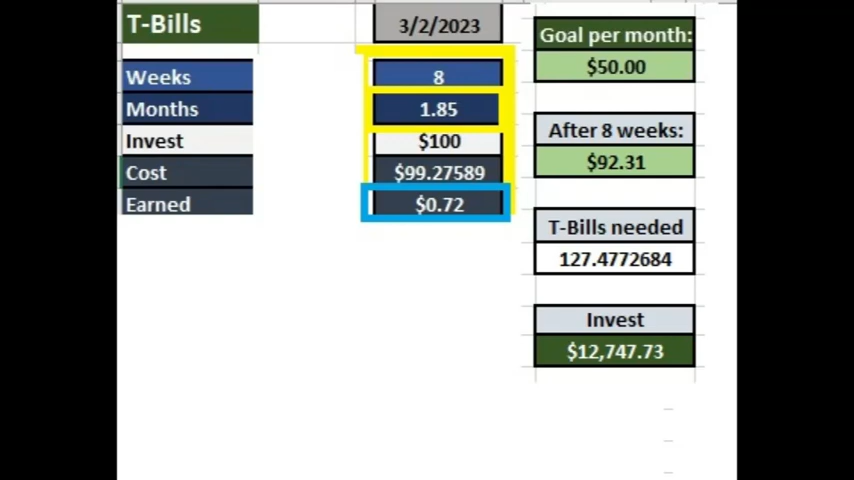 T-Bills 3/2/2023
Weeks 8
Months 1.85
Invest $100
Cost $99.27589
Earned $0.72
Goal per month:
$50.00
After 8 weeks:
$92.31
T-Bills needed
127.4772684
Invest
$12,747.73